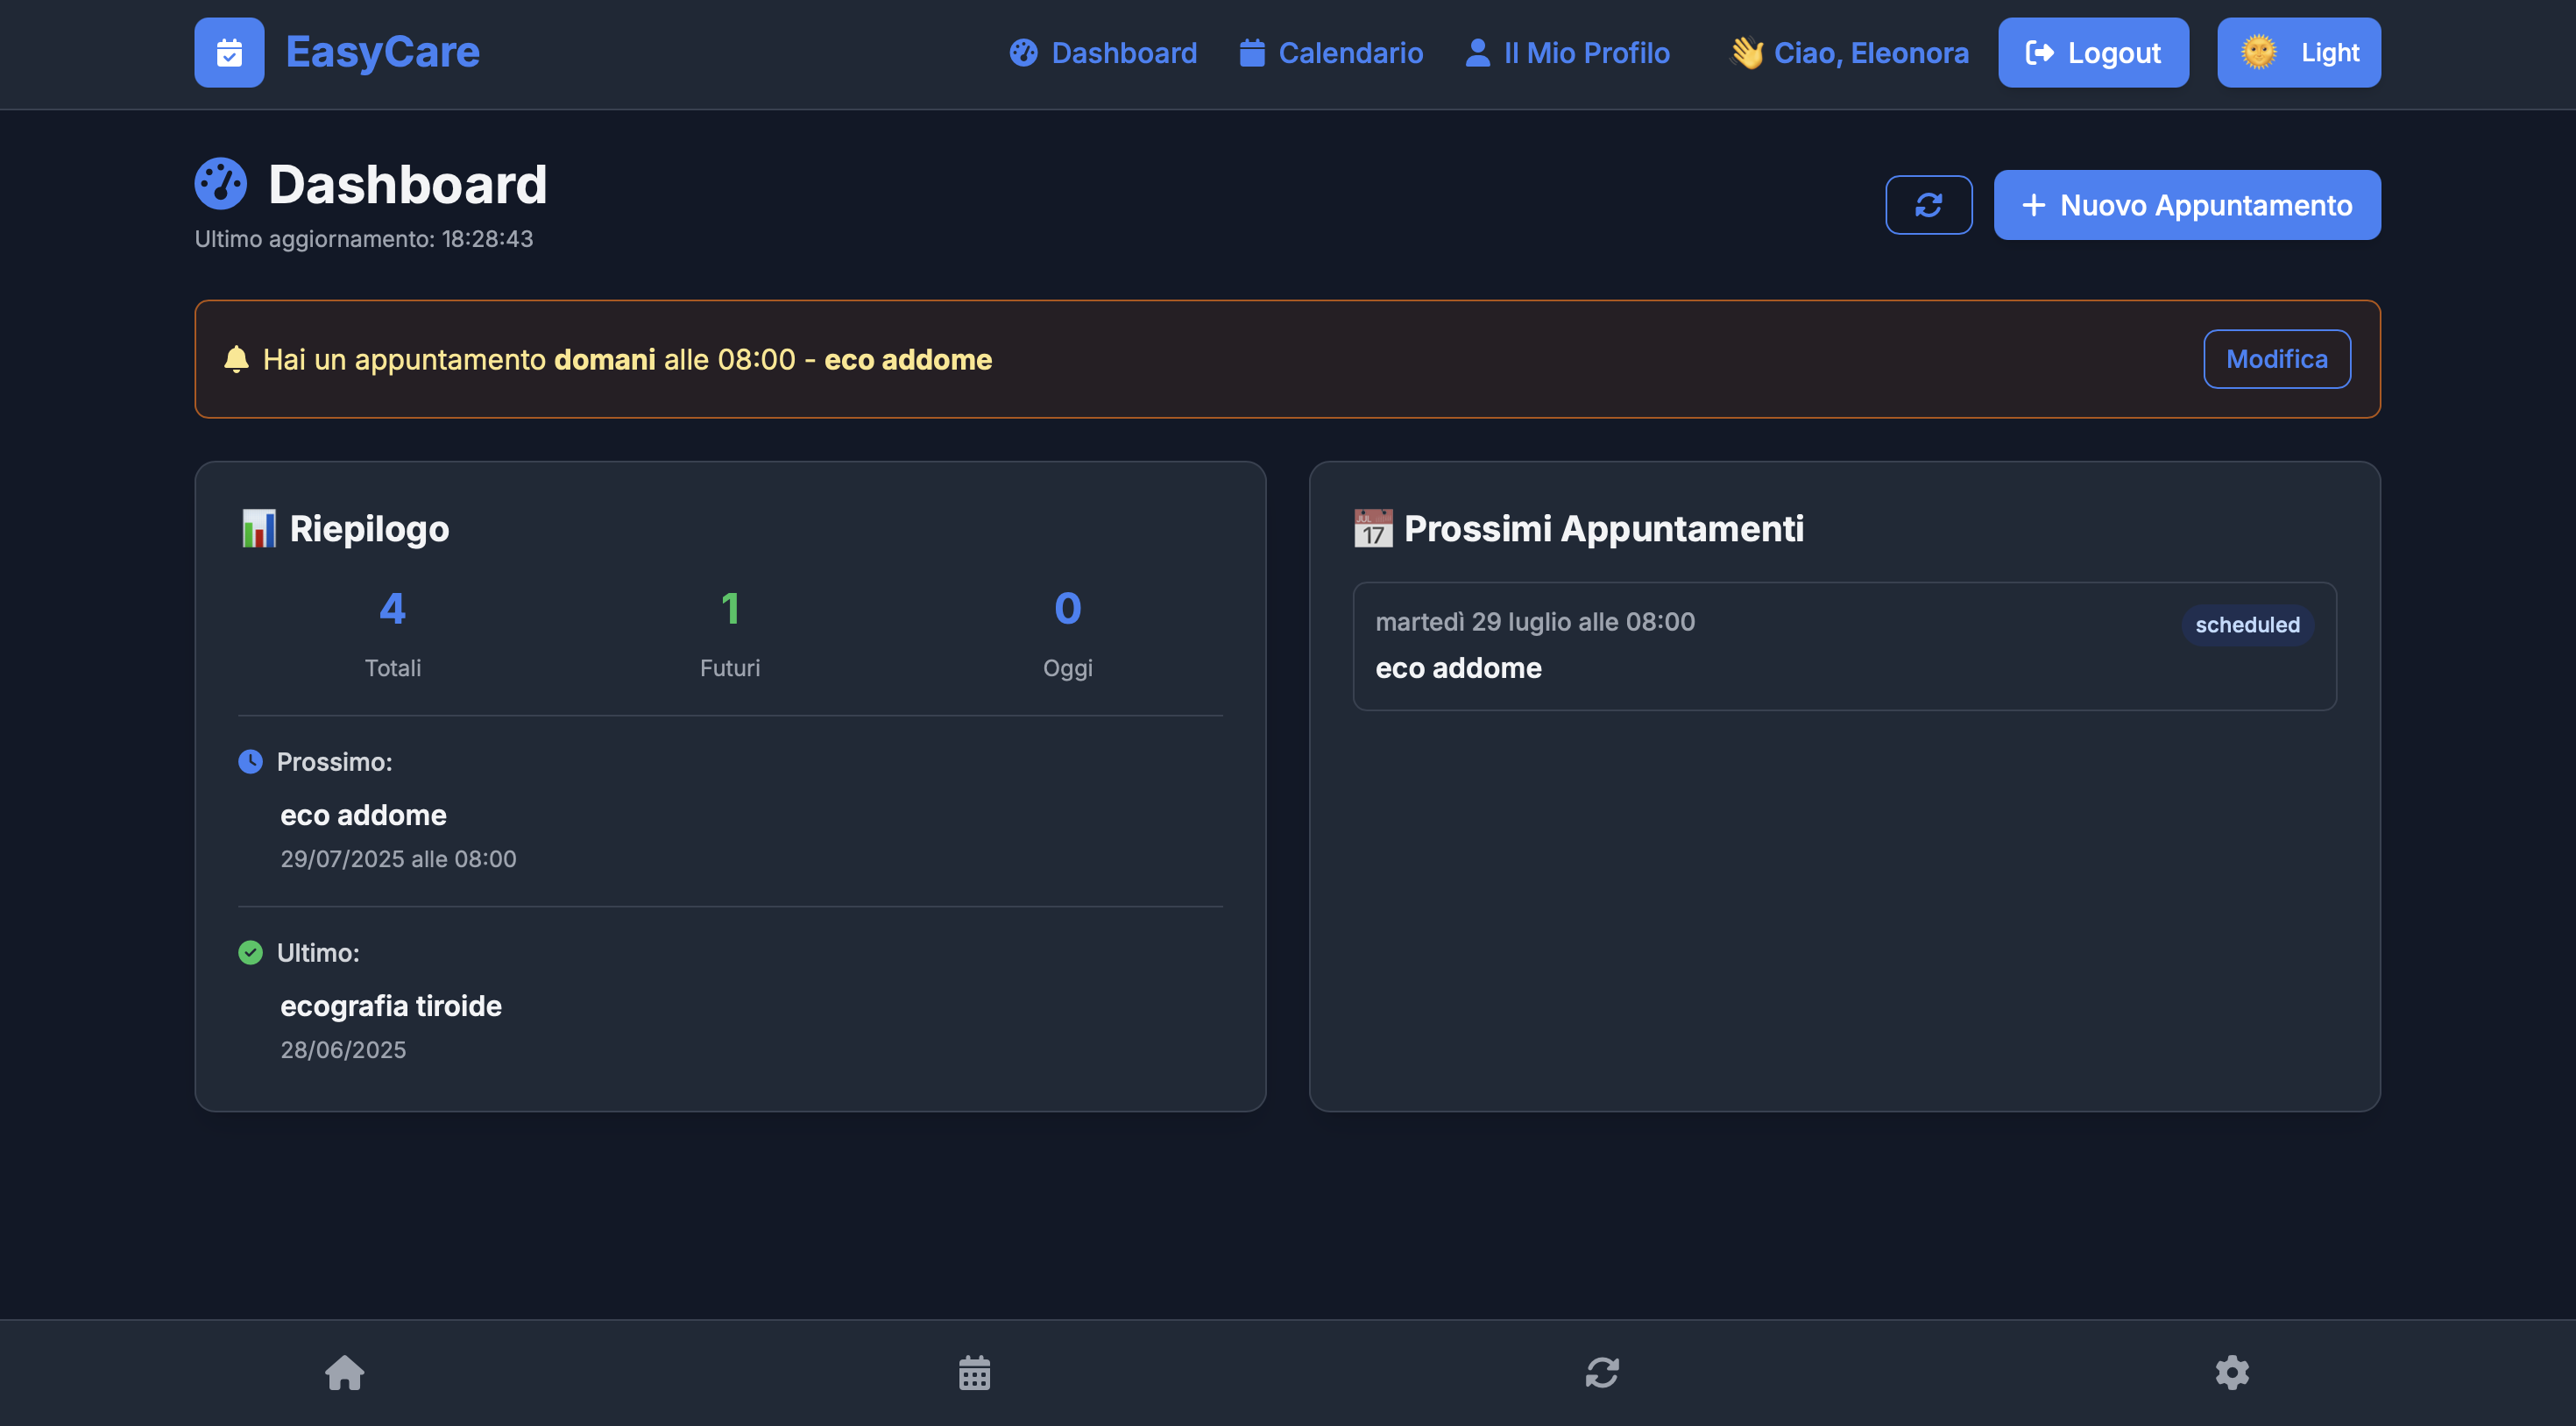 EasyCare
Dashboard
Calendario
Il Mio Profilo
👋 Ciao, Eleonora
Logout
🌞 Light
Dashboard
Ultimo aggiornamento: 18:28:43
+ Nuovo Appuntamento
Hai un appuntamento domani alle 08:00 - eco addome
Modifica
📊 Riepilogo
4
1
0
Totali
Futuri
Oggi
Prossimo:
eco addome
29/07/2025 alle 08:00
Ultimo:
ecografia tiroide
28/06/2025
📅 Prossimi Appuntamenti
martedì 29 luglio alle 08:00
scheduled
eco addome